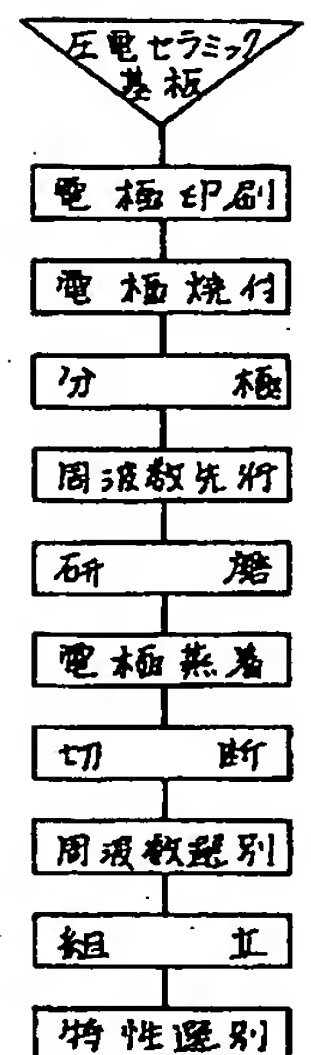 圧電セラミック
基板
電極印刷
電極焼付
分極
周波数先行
研磨
電極蒸着
切断
周波数選別
組立
特性選別